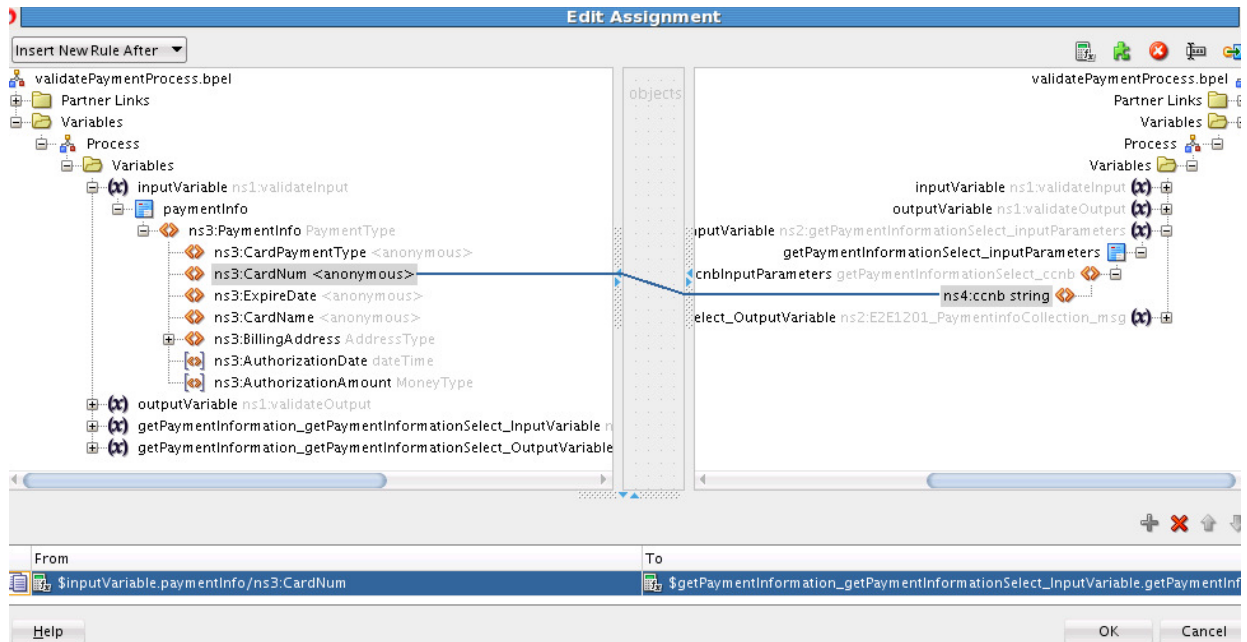 Edit Assignment
Insert New Rule After
validatePaymentProcess.bpel
Partner Links
Variables
Process
Variables
inputVariable ns1:validateInput
paymentInfo
ns3:PaymentInfo PaymentType
ns3:CardPaymentType <anonymous>
ns3:CardNum <anonymous>
ns3:ExpireDate <anonymous>
ns3:CardName <anonymous>
ns3:BillingAddress AddressType
ns3:AuthorizationDate dateTime
ns3:AuthorizationAmount MoneyType
outputVariable ns1:validateOutput
getPaymentInformation_getPaymentInformationSelect_InputVariable n
getPaymentInformation_getPaymentInformationSelect_OutputVariable
objects
validatePaymentProcess.bpel
Partner Links
Variables
Process
Variables
inputVariable ns1:validateInput
outputVariable ns1:validateOutput
nputVariable ns2:getPaymentInformationSelect_inputParameters
getPaymentInformationSelect_inputParameters
cnbInputParameters getPaymentInformationSelect_ccnb
ns4:ccnb string
elect_OutputVariable ns2:E2E1201_PaymentinfoCollection_msg
From
To
$inputVariable.paymentInfo/ns3:CardNum
$getPaymentInformation_getPaymentInformationSelect_InputVariable.getPaymentInf
Help
OK
Cancel